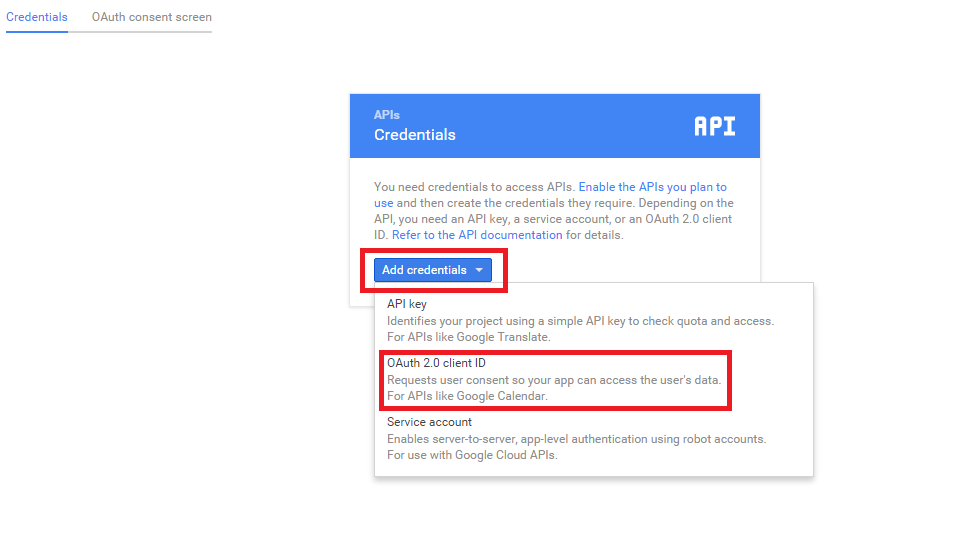 Credentials OAuth consent screen
APIs
Credentials
API
You need credentials to access APIs. Enable the APIs you plan to
use and then create the credentials they require. Depending on the
API, you need an API key, a service account, or an OAuth 2.0 client
ID. Refer to the API documentation for details.
Add credentials
API key
Identifies your project using a simple API key to check quota and access.
For APIs like Google Translate.
OAuth 2.0 client ID
Requests user consent so your app can access the user's data.
For APIs like Google Calendar.
Service account
Enables server-to-server, app-level authentication using robot accounts.
For use with Google Cloud APIs.